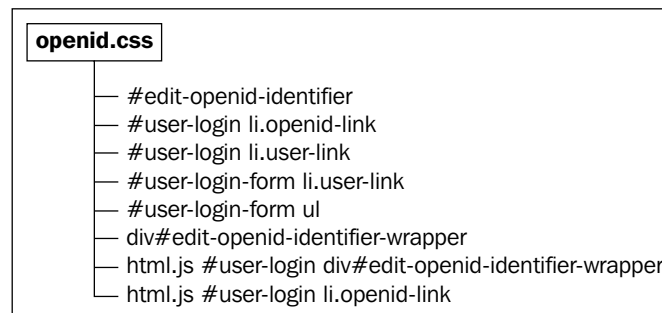 openid.css
#edit-openid-identifier
#user-login li.openid-link
#user-login li.user-link
#user-login-form li.user-link
#user-login-form ul
div#edit-openid-identifier-wrapper
html.js #user-login div#edit-openid-identifier-wrapper
html.js #user-login li.openid-link